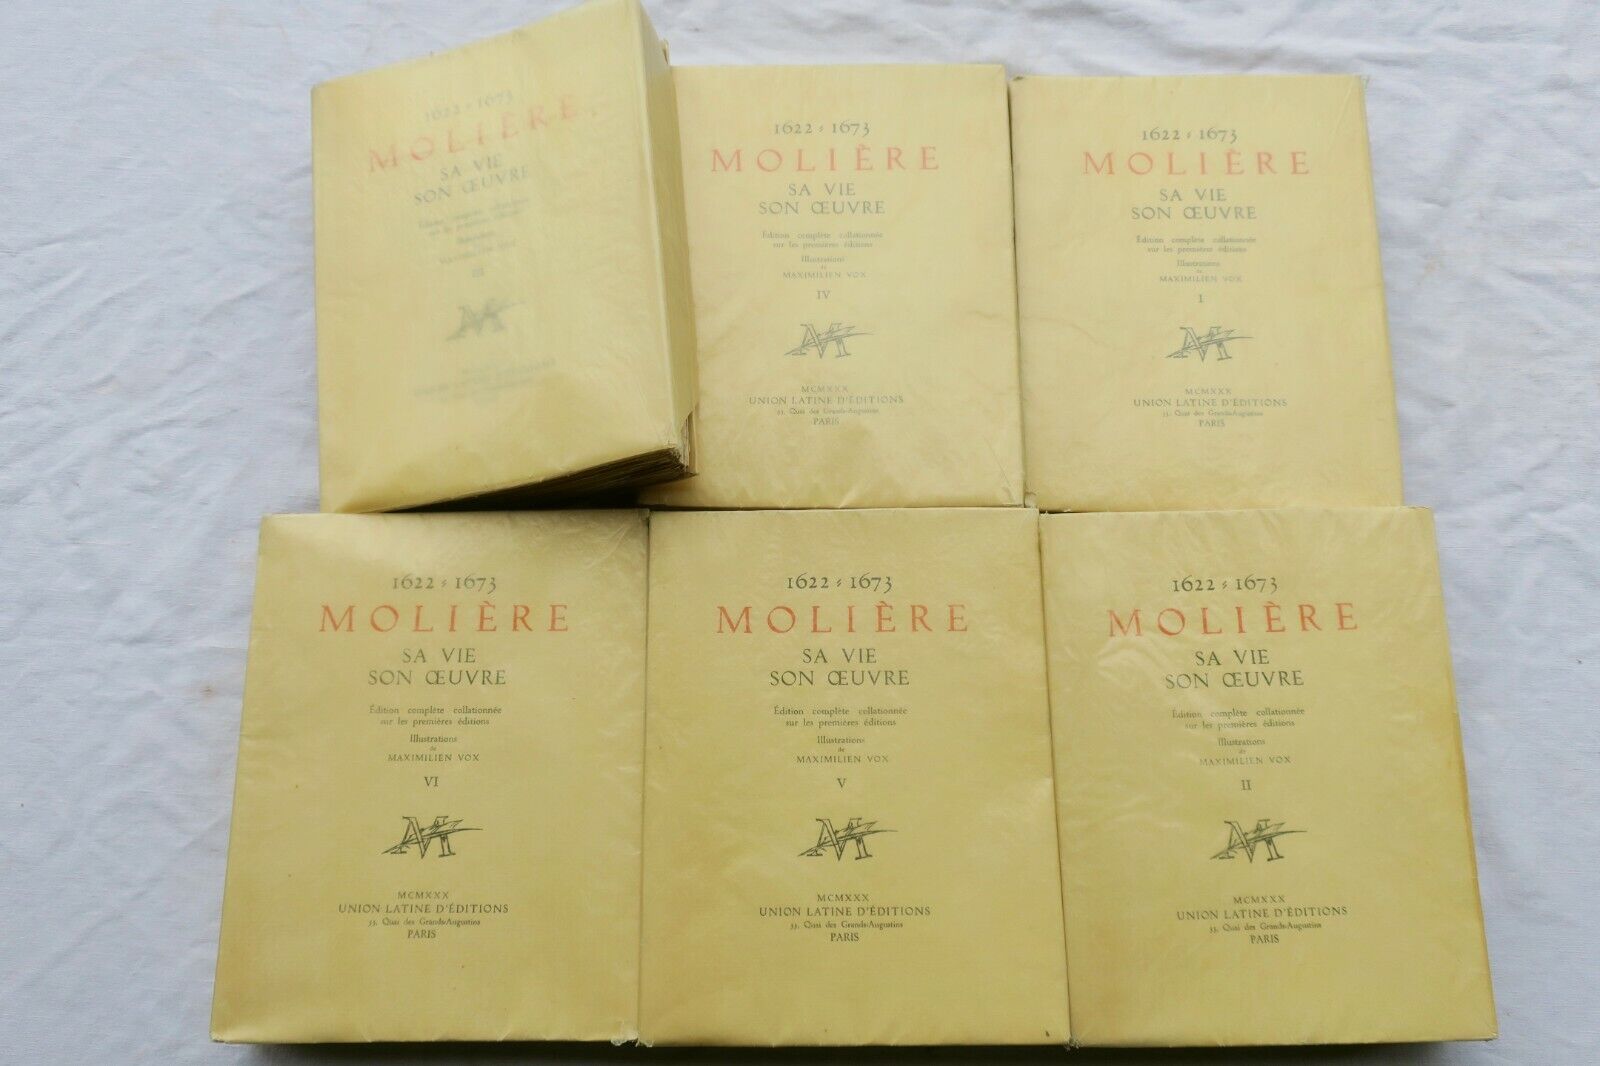 1622 - 1673
MOLIÈRE
SA VIE
SON ŒUVRE
III
1622 - 1673
MOLIÈRE
SA VIE
SON ŒUVRE
Édition complète collationnée
sur les premières éditions
Illustrations
de
MAXIMILIEN VOX
IV
MCMXXX
UNION LATINE D'ÉDITIONS
33, Quai des Grands-Augustins
PARIS
1622 - 1673
MOLIÈRE
SA VIE
SON ŒUVRE
Édition complète collationnée
sur les premières éditions
Illustrations
de
MAXIMILIEN VOX
I
MCMXXX
UNION LATINE D'ÉDITIONS
33, Quai des Grands-Augustins
PARIS
1622 - 1673
MOLIÈRE
SA VIE
SON ŒUVRE
Édition complète collationnée
sur les premières éditions
Illustrations
de
MAXIMILIEN VOX
VI
MCMXXX
UNION LATINE D'ÉDITIONS
33, Quai des Grands-Augustins
PARIS
1622 - 1673
MOLIÈRE
SA VIE
SON ŒUVRE
Édition complète collationnée
sur les premières éditions
Illustrations
de
MAXIMILIEN VOX
V
MCMXXX
UNION LATINE D'ÉDITIONS
33, Quai des Grands-Augustins
PARIS
1622 - 1673
MOLIÈRE
SA VIE
SON ŒUVRE
Édition complète collationnée
sur les premières éditions
Illustrations
de
MAXIMILIEN VOX
II
MCMXXX
UNION LATINE D'ÉDITIONS
33, Quai des Grands-Augustins
PARIS